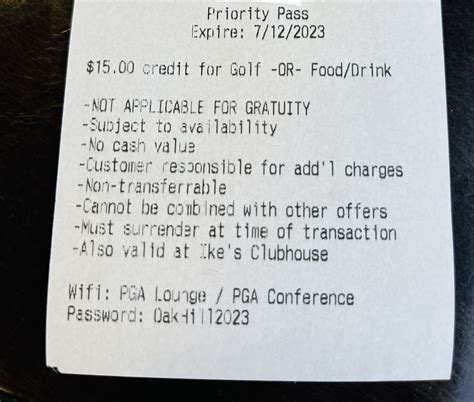 Priority Pass
Expire: 7/12/2023
$15.00 credit for Golf -OR- Food/Drink
-NOT APPLICABLE FOR GRATUITY
-Subject to availability
-No cash value
-Customer responsible for add'l charges
-Non-transferrable
-Cannot be combined with other offers
-Must surrender at time of transaction
-Also valid at Ike's Clubhouse
Wifi: PGA Lounge / PGA Conference
Password: OakHill2023